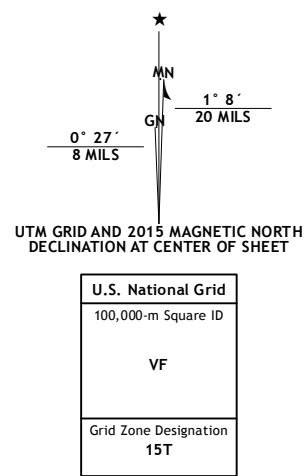 ★
MN
1° 8´
20 MILS
GN
0° 27´
8 MILS
UTM GRID AND 2015 MAGNETIC NORTH
DECLINATION AT CENTER OF SHEET
U.S. National Grid
100,000-m Square ID
VF
Grid Zone Designation
15T